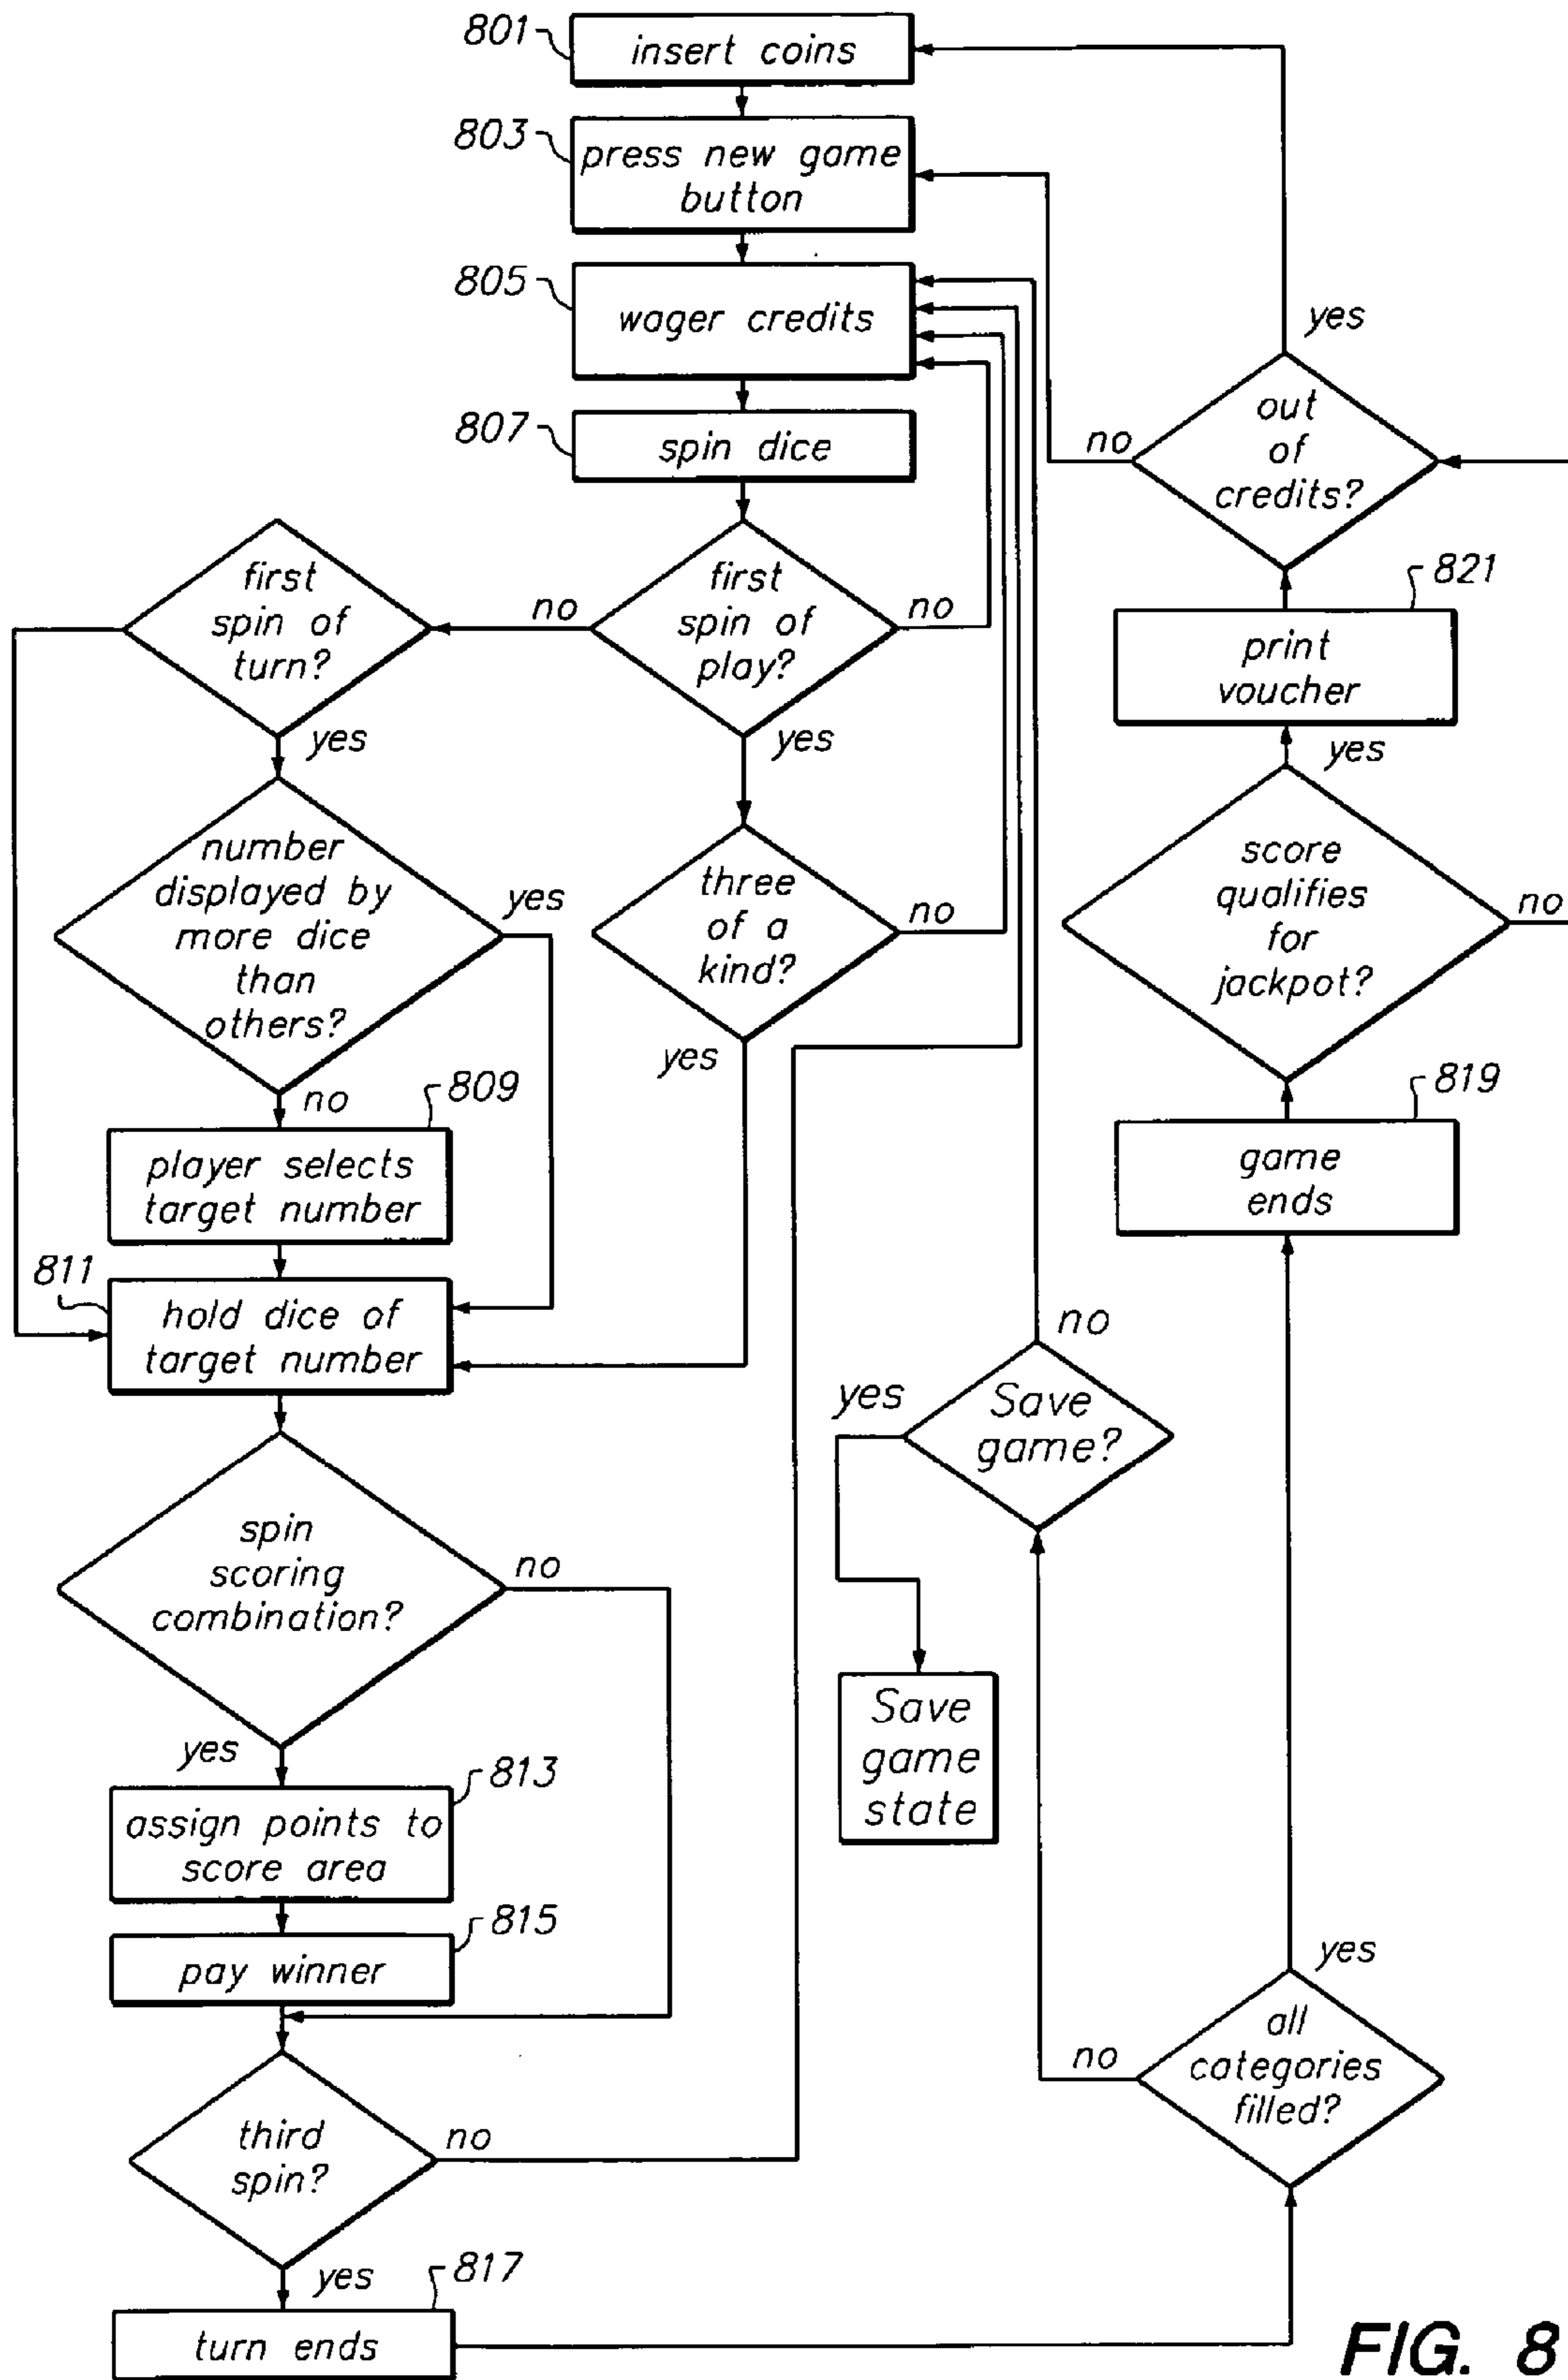 801
insert coins
803
press new game
button
805
wager credits
807
spin dice
yes
out
of
credits?
no
821
print
voucher
yes
first
spin of
turn?
no
first
spin of
play?
no
yes
yes
number
displayed by
more dice
than
others?
yes
three
of a
kind?
no
yes
score
qualifies
for
jackpot?
no
no
809
player selects
target number
819
game
ends
811
hold dice of
target number
no
yes
Save
game?
spin
scoring
combination?
no
Save
game
state
yes
813
assign points to
score area
815
pay winner
yes
all
categories
filled?
no
third
spin?
no
yes
817
turn ends
FIG. 8